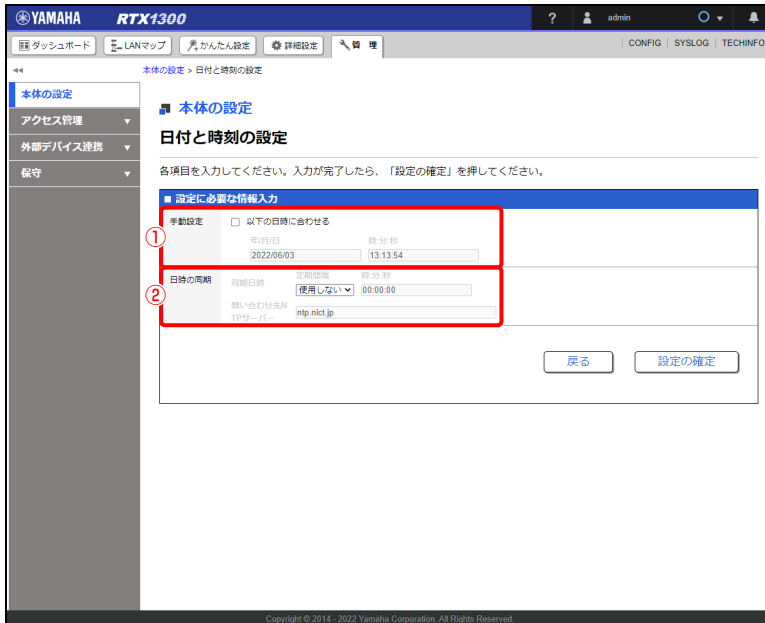 YAMAHA RTX1300 ? admin
ダッシュボード LANマップ かんたん設定 詳細設定 管 理 CONFIG SYSLOG TECHINFO
本体の設定 > 日付と時刻の設定
本体の設定
アクセス管理
外部デバイス連携
保守
本体の設定
日付と時刻の設定
各項目を入力してください。入力が完了したら、「設定の確定」を押してください。
■ 設定に必要な情報入力
① 手動設定 以下の日時に合わせる
年/月/日 時:分:秒
2022/06/03 13:13:54
② 日時の同期 同期日時 定期間隔 時:分:秒
使用しない 00:00:00
問い合わせ先N
TPサーバー ntp.nict.jp
戻る 設定の確定
Copyright © 2014 - 2022 Yamaha Corporation. All Rights Reserved.